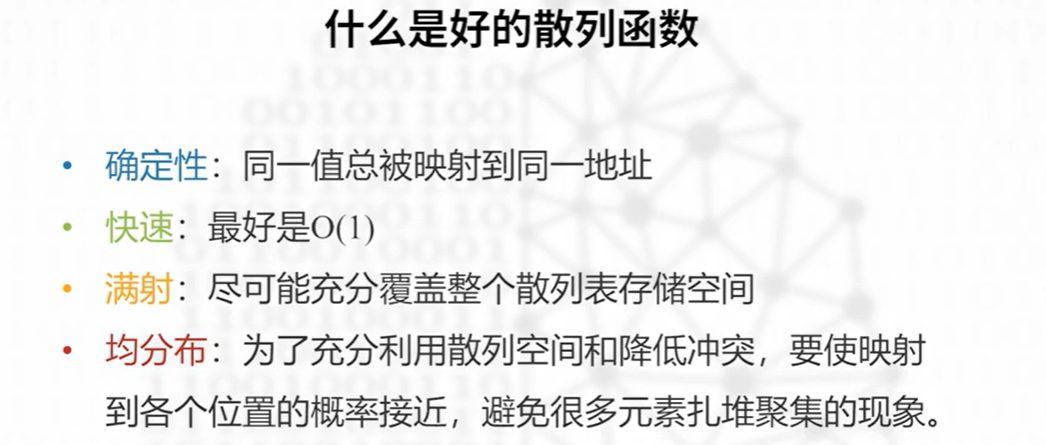 什么是好的散列函数
• 确定性：同一值总被映射到同一地址
• 快速：最好是O(1)
• 满射：尽可能充分覆盖整个散列表存储空间
• 均分布：为了充分利用散列空间和降低冲突，要使映射
到各个位置的概率接近，避免很多元素扎堆聚集的现象。